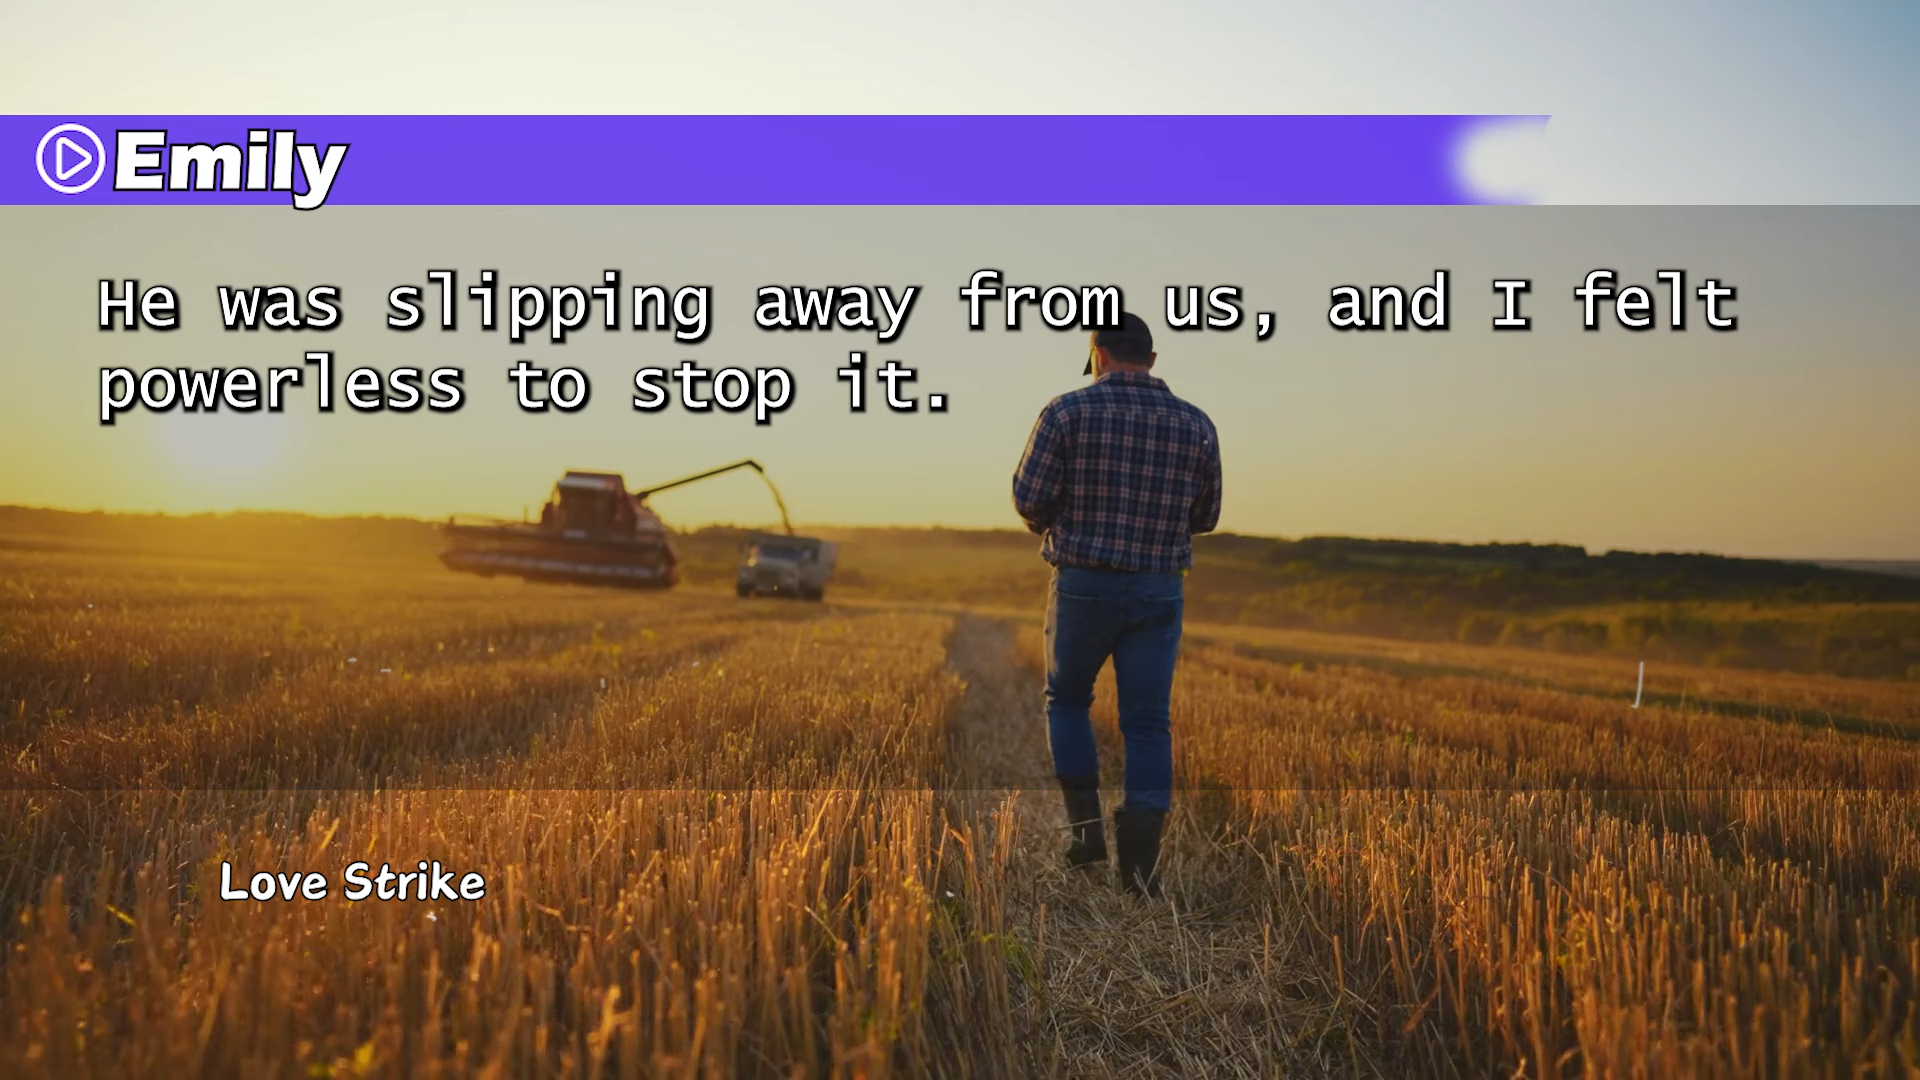 Emily
He was slipping away from us, and I felt
powerless to stop it.
Love Strike